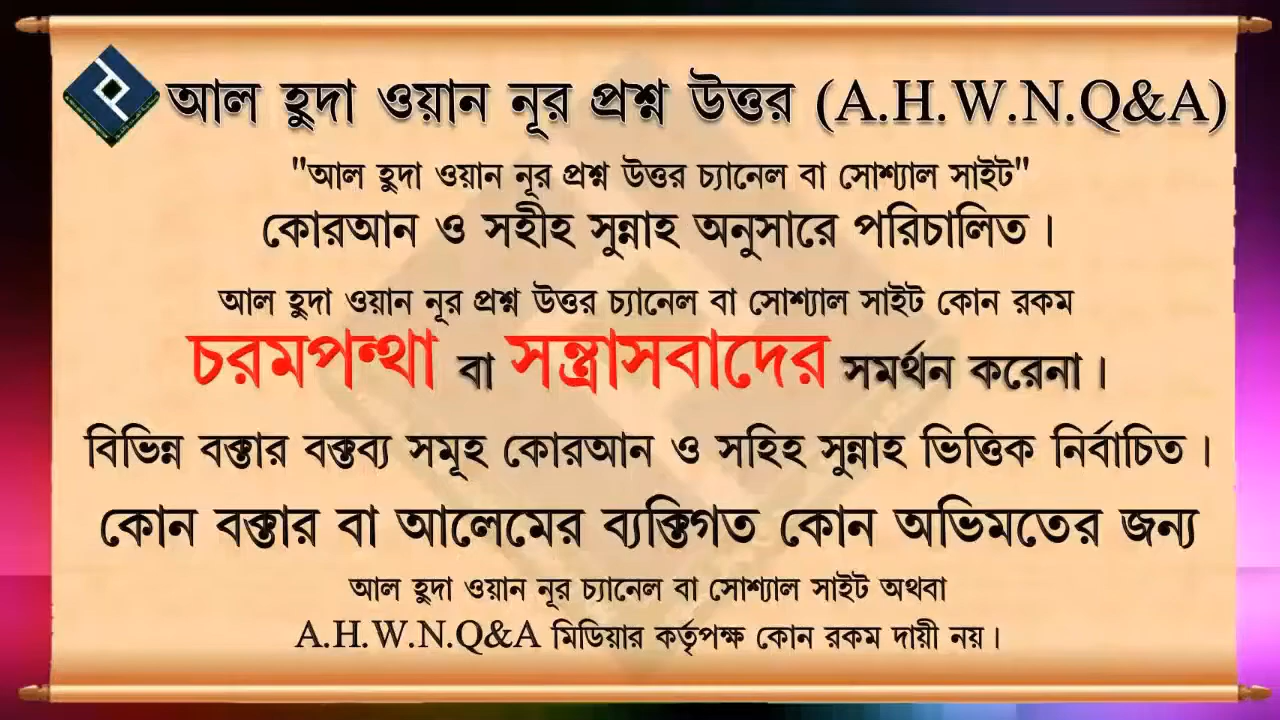 আল হুদা ওয়ান নূর প্রশ্ন উত্তর (A.H.W.N.Q&A)
"আল হুদা ওয়ান নূর প্রশ্ন উত্তর চ্যানেল বা সোশ্যাল সাইট"
কোরআন ও সহীহ সুন্নাহ অনুসারে পরিচালিত ।
আল হুদা ওয়ান নূর প্রশ্ন উত্তর চ্যানেল বা সোশ্যাল সাইট কোন রকম
চরমপন্থা বা সন্ত্রাসবাদের সমর্থন করেনা ।
বিভিন্ন বক্তার বক্তব্য সমূহ কোরআন ও সহিহ সুন্নাহ ভিত্তিক নির্বাচিত ।
কোন বক্তার বা আলেমের ব্যক্তিগত কোন অভিমতের জন্য
আল হুদা ওয়ান নূর চ্যানেল বা সোশ্যাল সাইট অথবা
A.H.W.N.Q&A মিডিয়ার কর্তৃপক্ষ কোন রকম দায়ী নয় ।